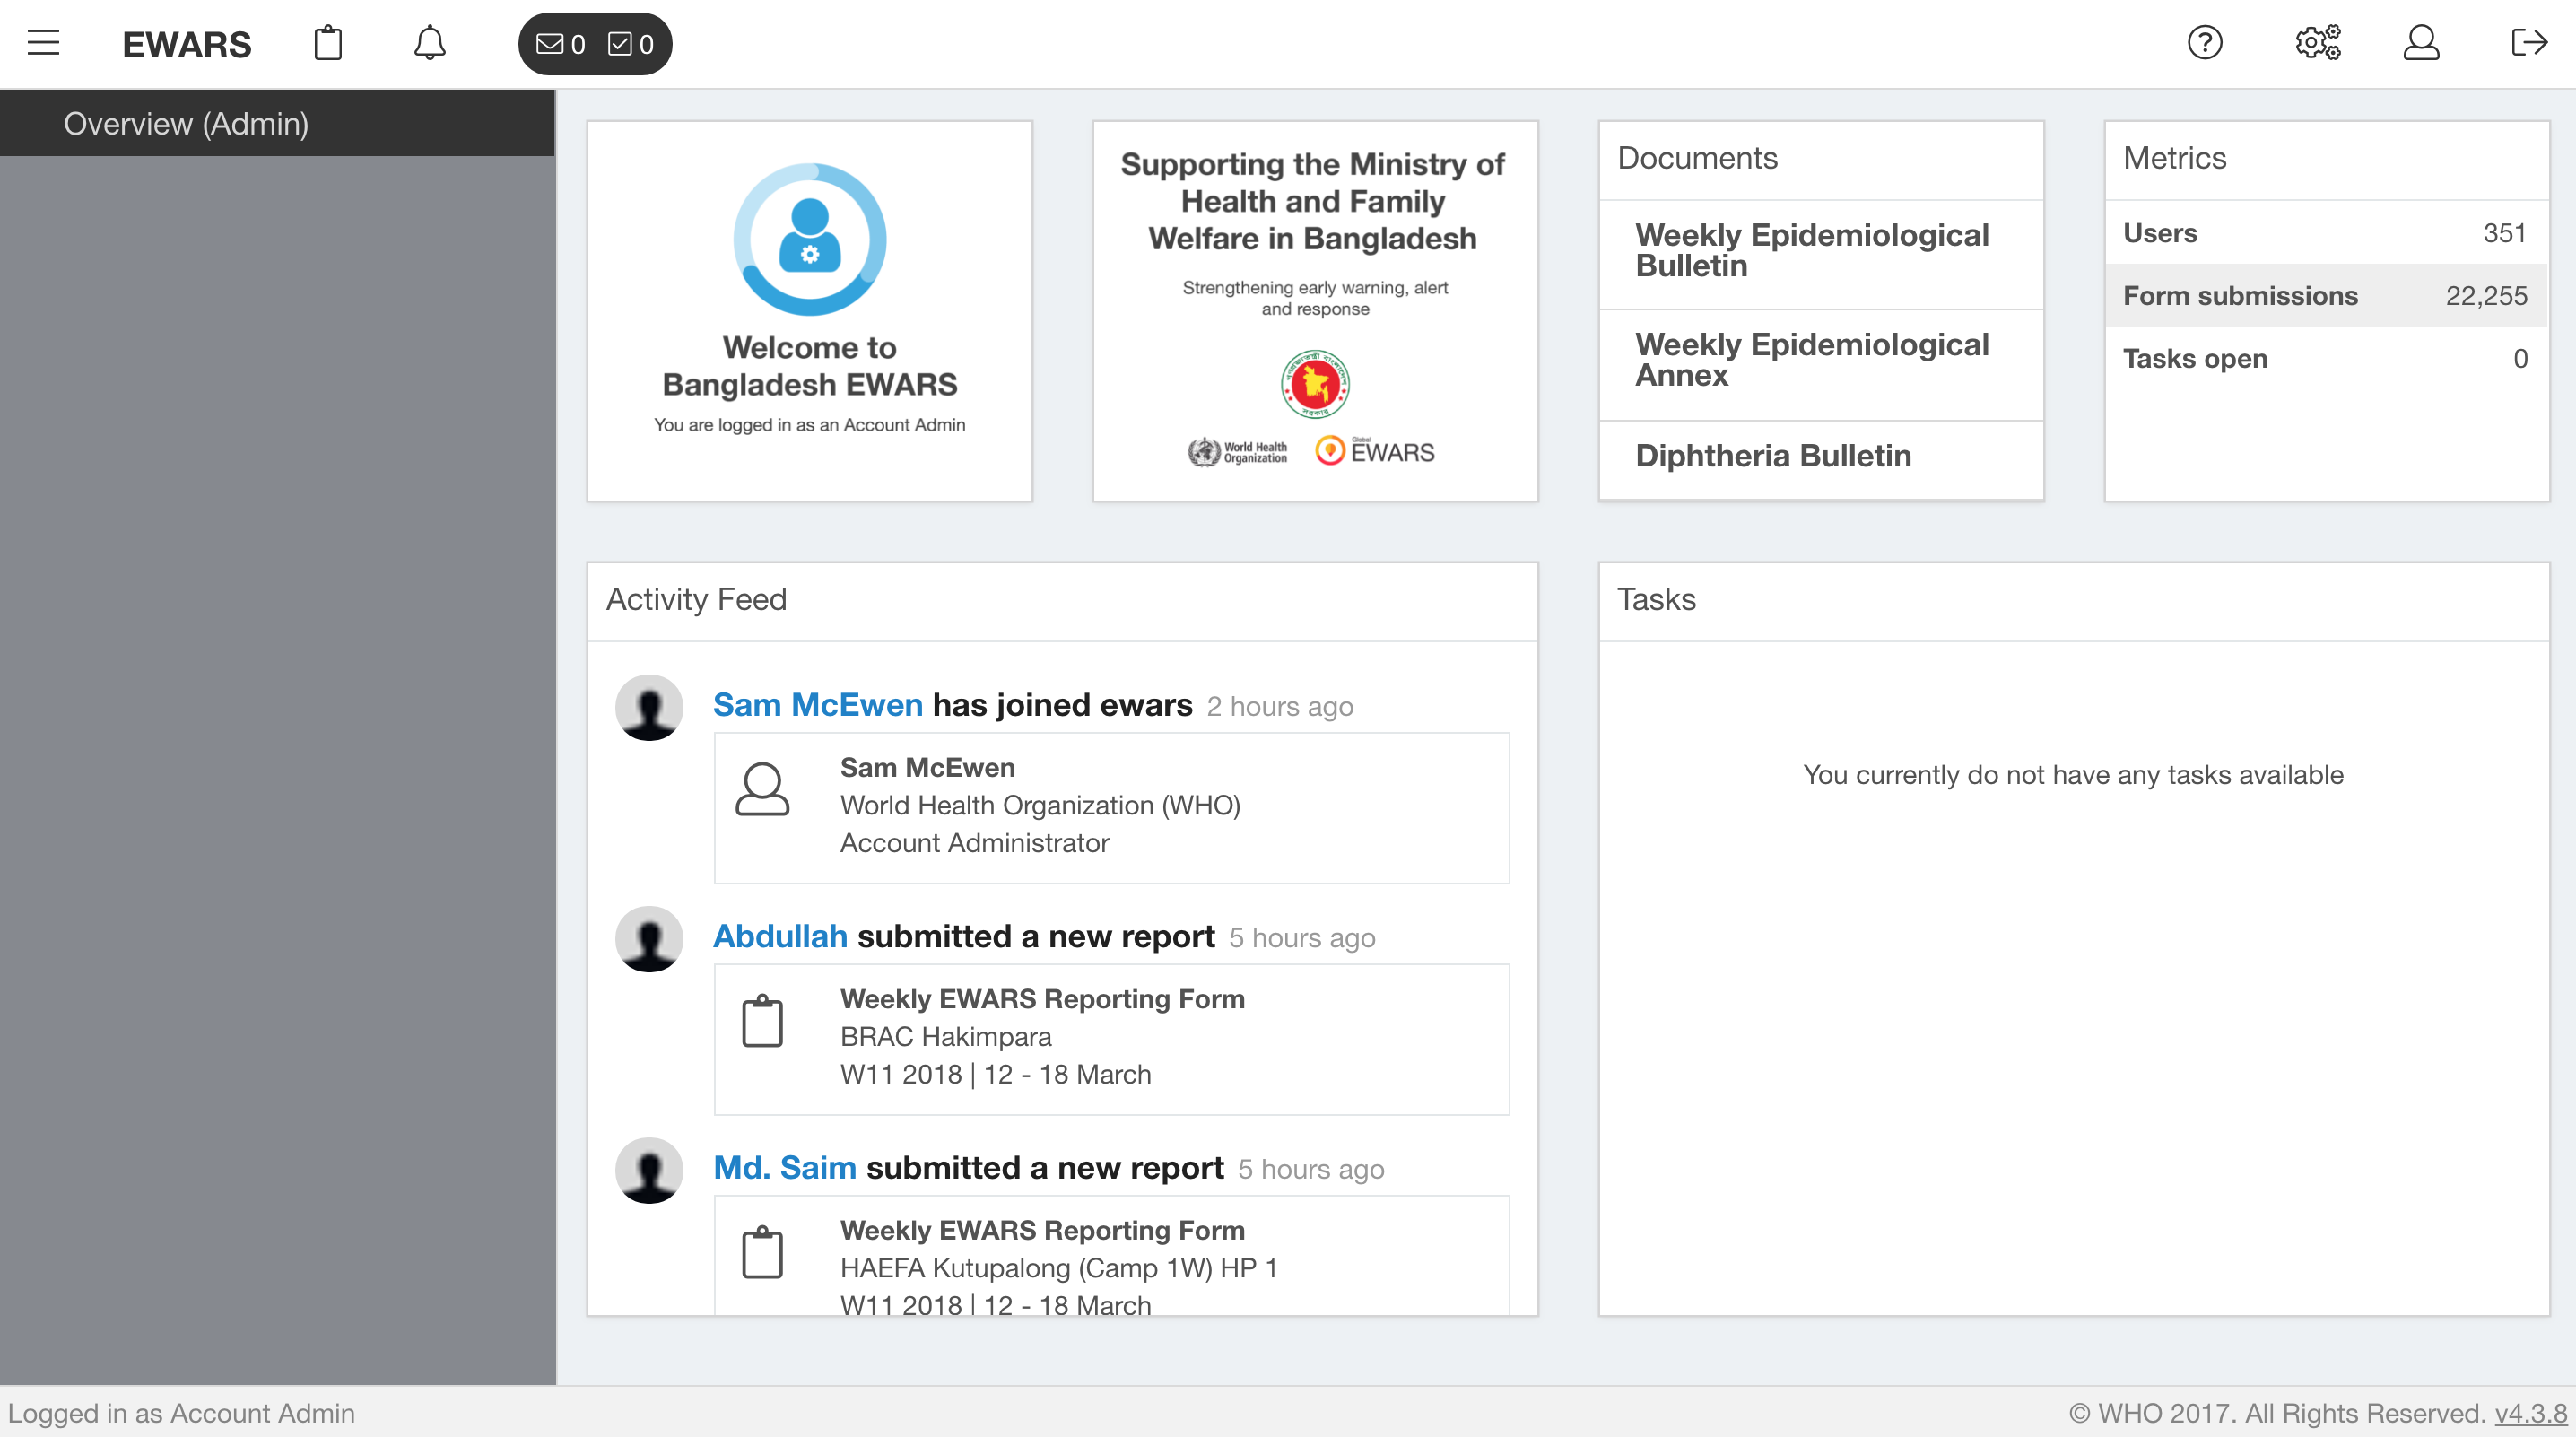 EWARS
0 0
Overview (Admin)
Welcome to
Bangladesh EWARS
You are logged in as an Account Admin
Supporting the Ministry of
Health and Family
Welfare in Bangladesh
Strengthening early warning, alert
and response
World Health
Organization
Global
EWARS
Documents
Weekly Epidemiological
Bulletin
Weekly Epidemiological
Annex
Diphtheria Bulletin
Metrics
Users 351
Form submissions 22,255
Tasks open 0
Activity Feed
Sam McEwen has joined ewars 2 hours ago
Sam McEwen
World Health Organization (WHO)
Account Administrator
Abdullah submitted a new report 5 hours ago
Weekly EWARS Reporting Form
BRAC Hakimpara
W11 2018 | 12 - 18 March
Md. Saim submitted a new report 5 hours ago
Weekly EWARS Reporting Form
HAEFA Kutupalong (Camp 1W) HP 1
W11 2018 | 12 - 18 March
Tasks
You currently do not have any tasks available
Logged in as Account Admin
© WHO 2017. All Rights Reserved. v4.3.8